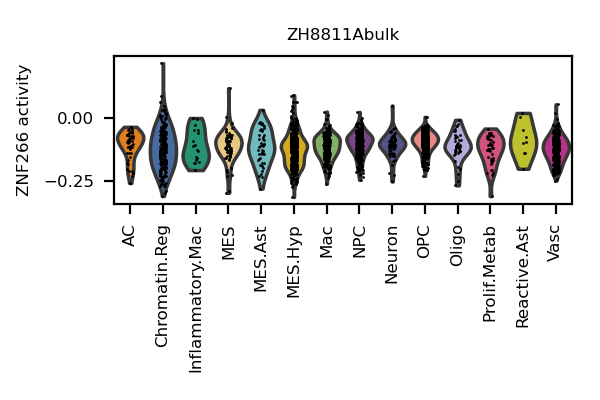 ZH8811Abulk
ZNF266 activity
0.00
−0.25
AC
Chromatin.Reg
Inflammatory.Mac
MES
MES.Ast
MES.Hyp
Mac
NPC
Neuron
OPC
Oligo
Prolif.Metab
Reactive.Ast
Vasc